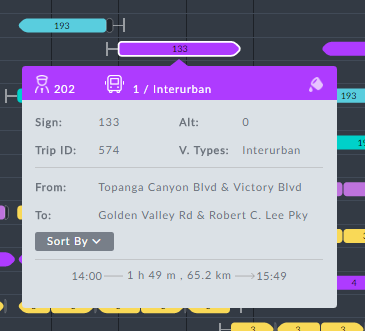 193
133
202 1 / Interurban
193
Sign: 133 Alt: 0
Trip ID: 574 V. Types: Interurban
From: Topanga Canyon Blvd & Victory Blvd
To: Golden Valley Rd & Robert C. Lee Pky
Sort By
14:00 1 h 49 m , 65.2 km 15:49
4
3 3 3